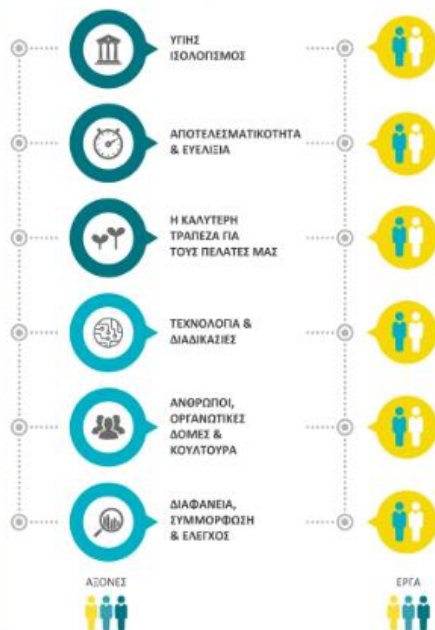 ΥΓΙΗΣ
ΙΣΟΛΟΓΙΣΜΟΣ
ΑΠΟΤΕΛΕΣΜΑΤΙΚΟΤΗΤΑ
& ΕΥΕΛΙΞΙΑ
Η ΚΑΛΥΤΕΡΗ
ΤΡΑΠΕΖΑ ΓΙΑ
ΤΟΥΣ ΠΕΛΑΤΕΣ ΜΑΣ
ΤΕΧΝΟΛΟΓΙΑ &
ΔΙΑΔΙΚΑΣΙΕΣ
ΑΝΘΡΩΠΟΙ,
ΟΡΓΑΝΩΤΙΚΕΣ
ΔΟΜΕΣ &
ΚΟΥΛΤΟΥΡΑ
ΔΙΑΦΑΝΕΙΑ,
ΣΥΜΜΟΡΦΩΣΗ
& ΕΛΕΓΧΟΣ
ΑΞΟΝΕΣ
ΕΡΓΑ